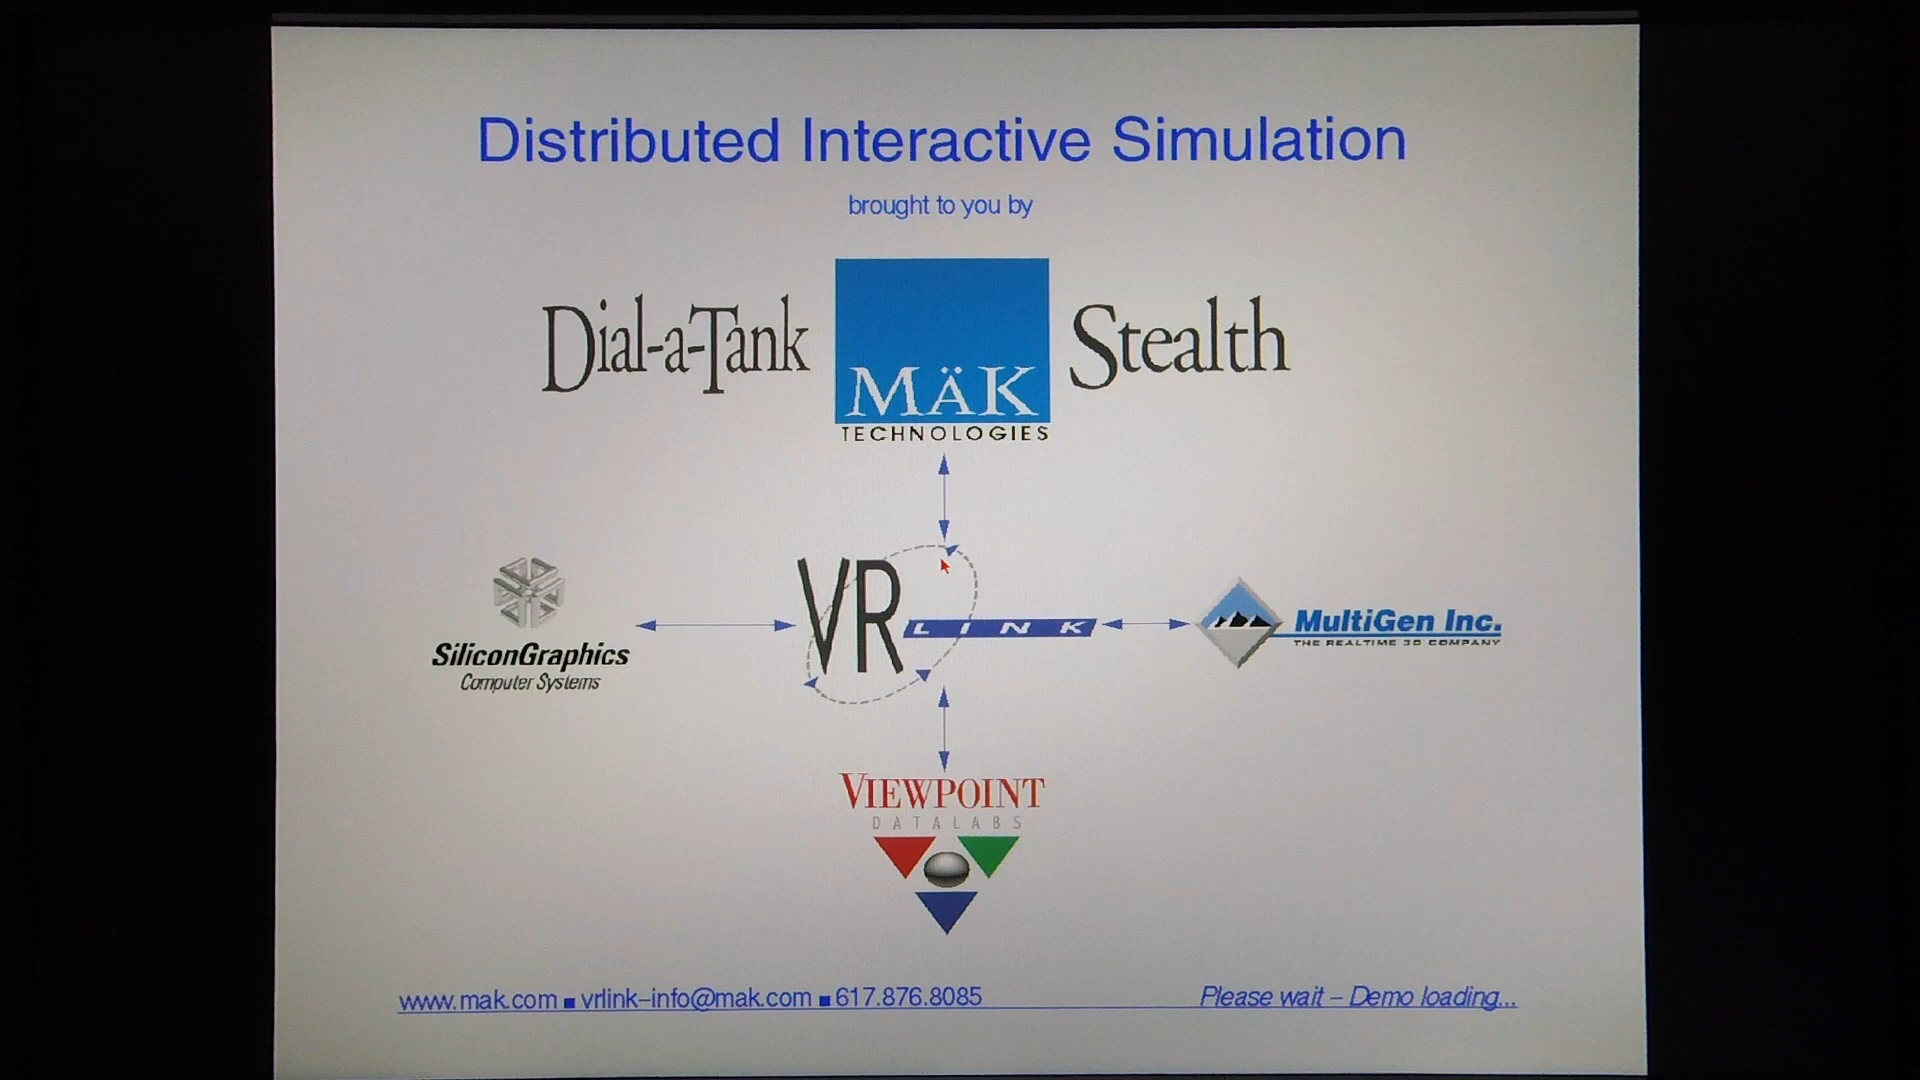 Distributed Interactive Simulation
brought to you by
Dial-a-Tank
MÄK
TECHNOLOGIES
Stealth
SiliconGraphics
Computer Systems
VR
LINK
MultiGen Inc.
THE REALTIME 3D COMPANY
VIEWPOINT
DATALABS
www.mak.com ■ vrlink-info@mak.com ■ 617.876.8085
Please wait – Demo loading...